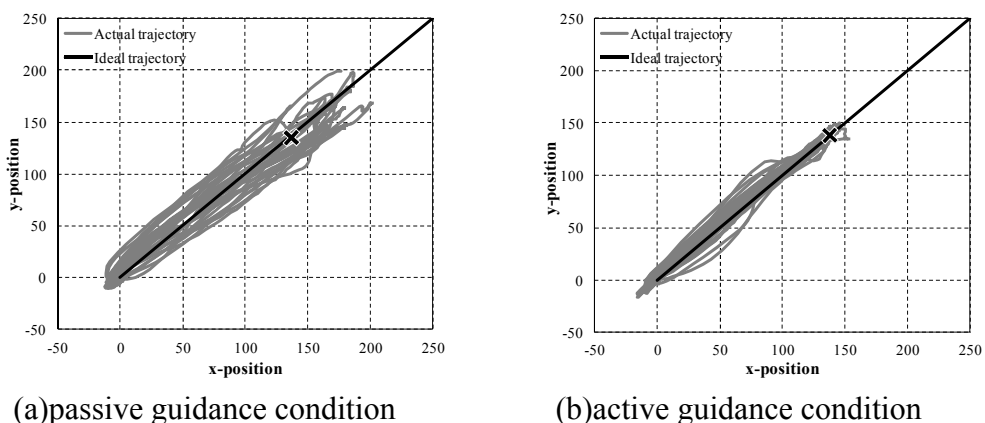 250
200
150
100
50
0
-50
y-position
Actual trajectory
Ideal trajectory
-50 0 50 100 150 200 250
x-position
(a)passive guidance condition
250
200
150
100
50
0
-50
y-position
Actual trajectory
Ideal trajectory
-50 0 50 100 150 200 250
x-position
(b)active guidance condition